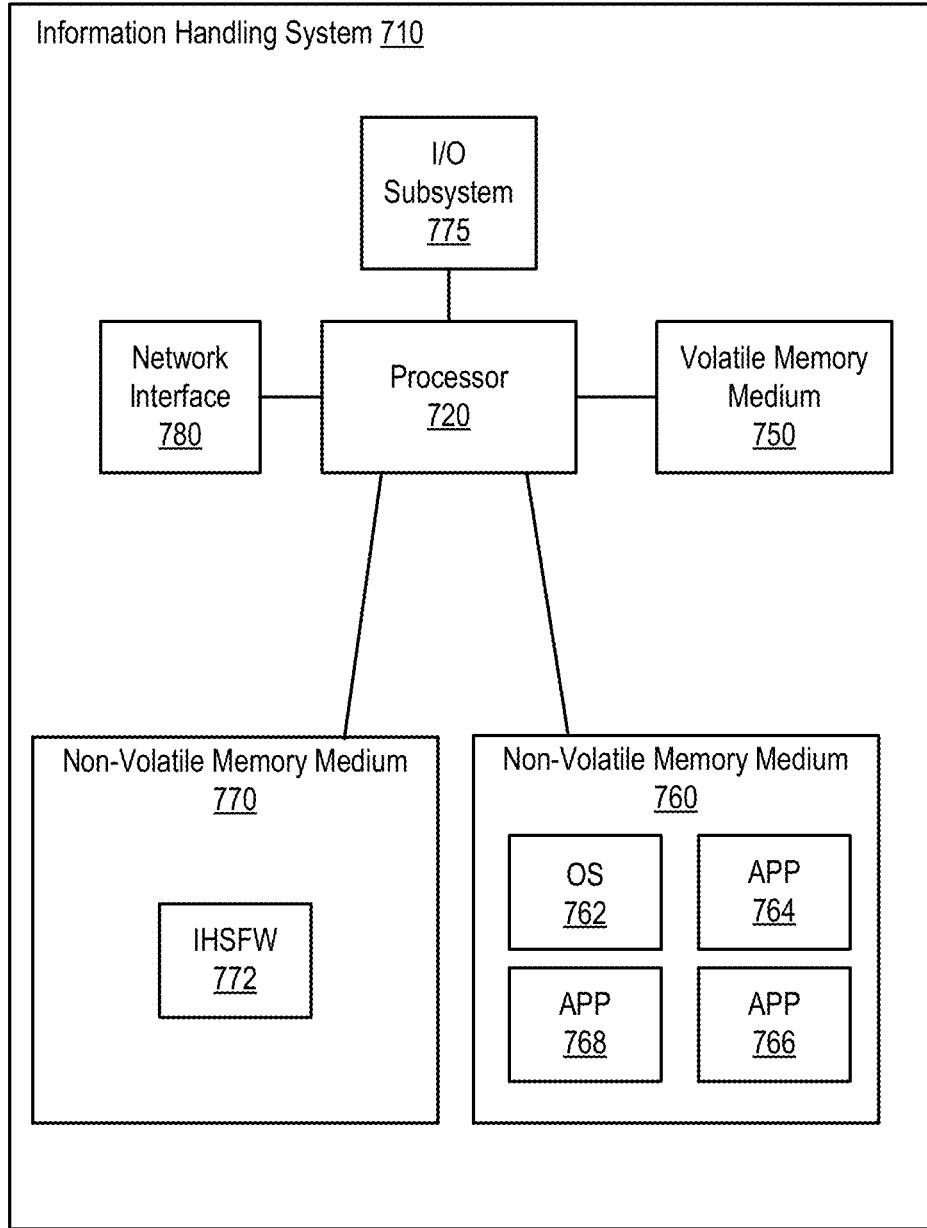 Information Handling System 710
I/O
Subsystem
775
Network
Interface
780
Processor
720
Volatile Memory
Medium
750
Non-Volatile Memory Medium
770
IHSFW
772
Non-Volatile Memory Medium
760
OS
762
APP
764
APP
768
APP
766